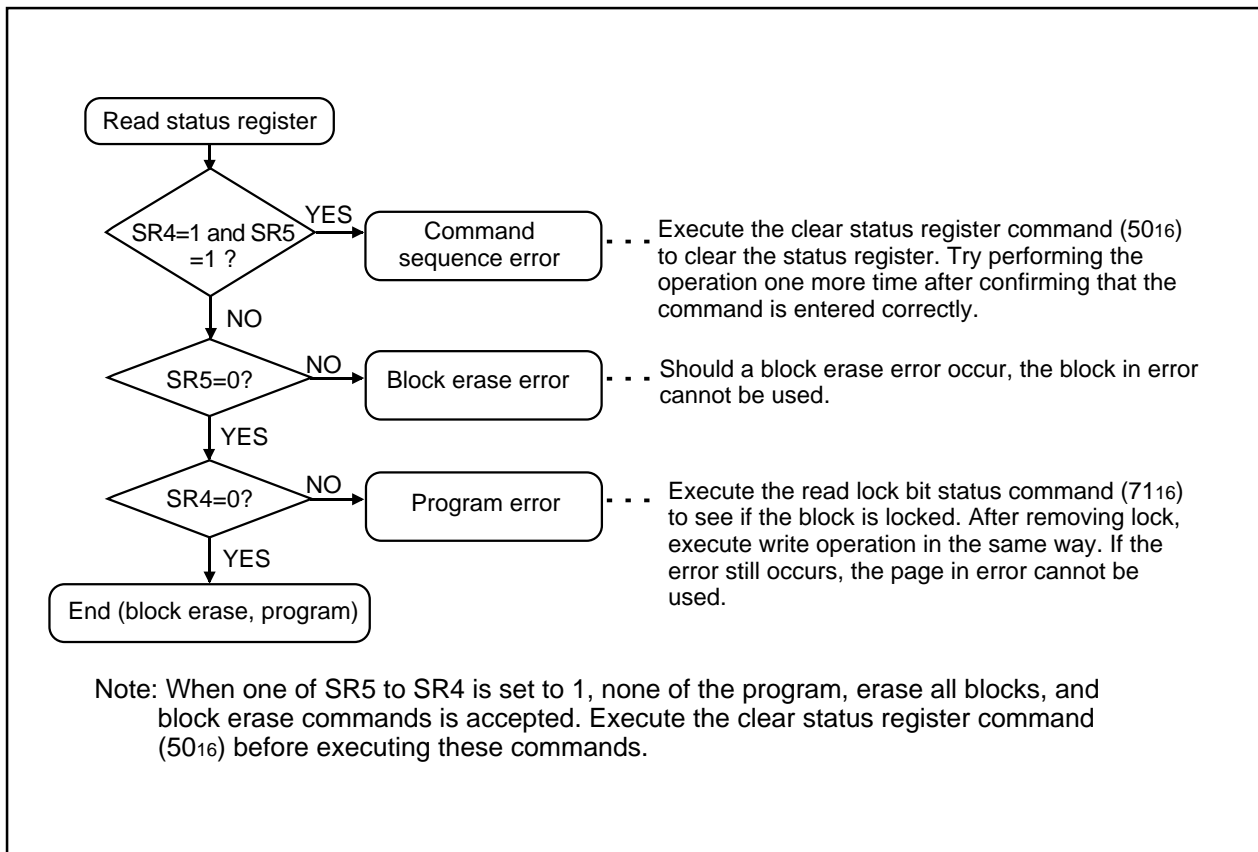 Read status register
SR4=1 and SR5
=1 ?
YES
Command
sequence error
Execute the clear status register command (5016)
to clear the status register. Try performing the
operation one more time after confirming that the
command is entered correctly.
NO
SR5=0?
NO
Block erase error
Should a block erase error occur, the block in error
cannot be used.
YES
SR4=0?
NO
Program error
Execute the read lock bit status command (7116)
to see if the block is locked. After removing lock,
execute write operation in the same way. If the
error still occurs, the page in error cannot be
used.
YES
End (block erase, program)
Note: When one of SR5 to SR4 is set to 1, none of the program, erase all blocks, and
block erase commands is accepted. Execute the clear status register command
(5016) before executing these commands.